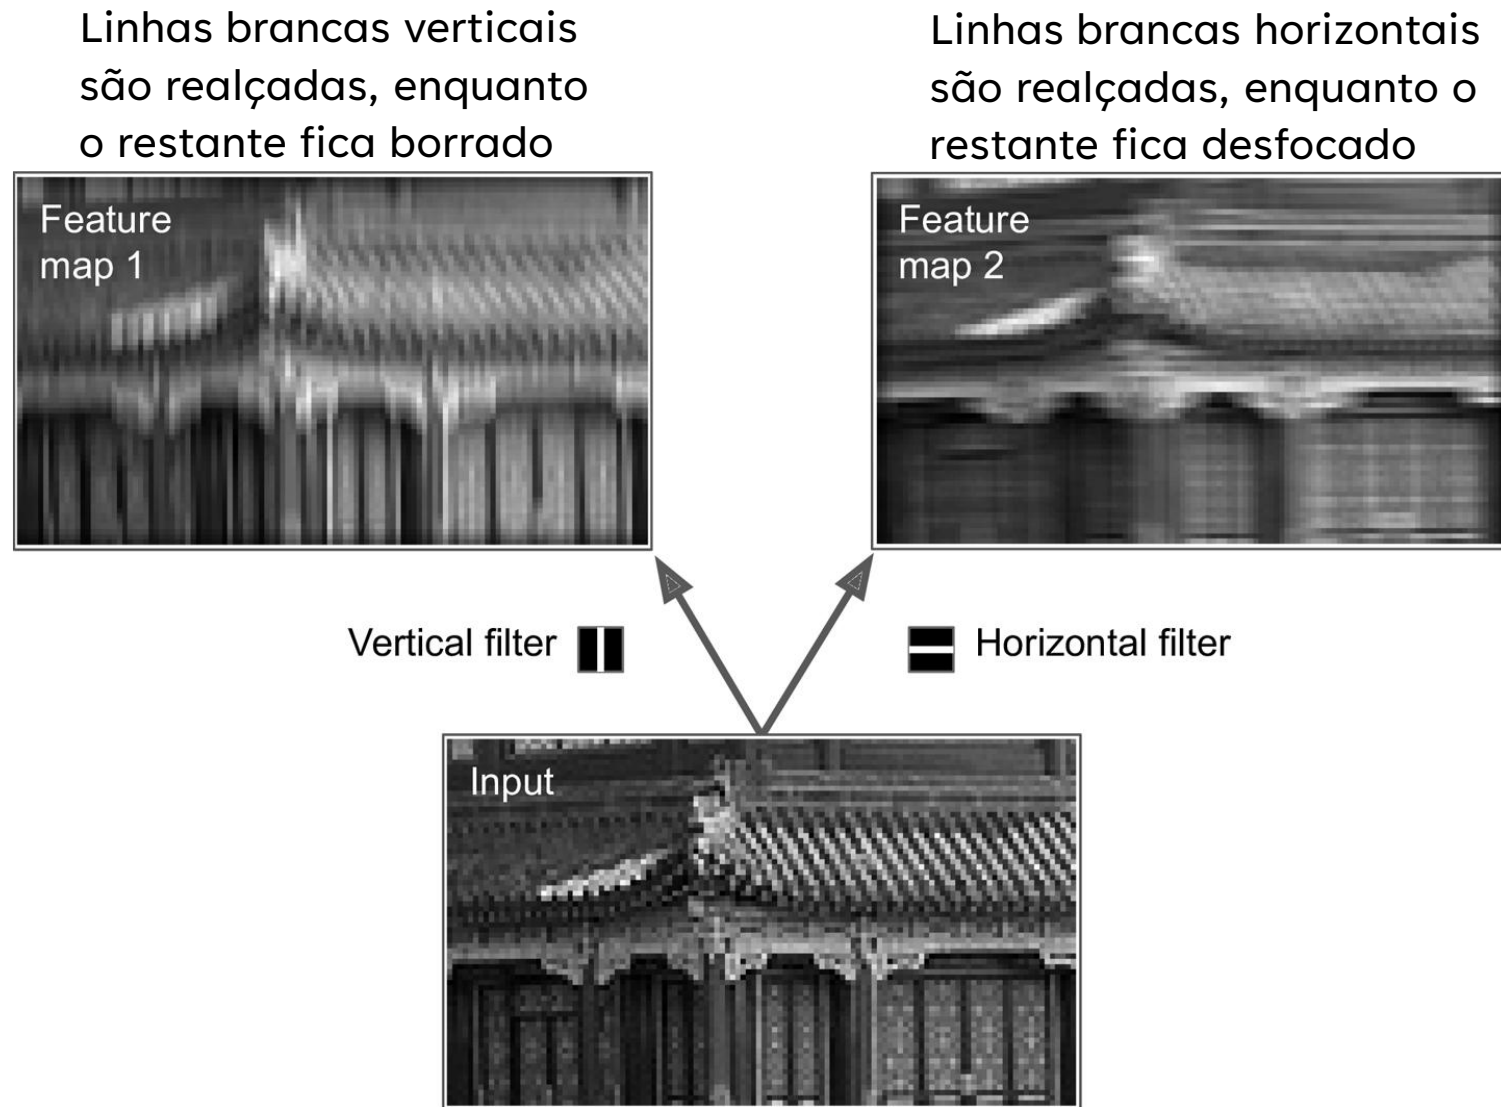 Linhas brancas verticais
são realçadas, enquanto
o restante fica borrado
Linhas brancas horizontais
são realçadas, enquanto o
restante fica desfocado
Feature
map 1
Feature
map 2
Vertical filter
Horizontal filter
Input